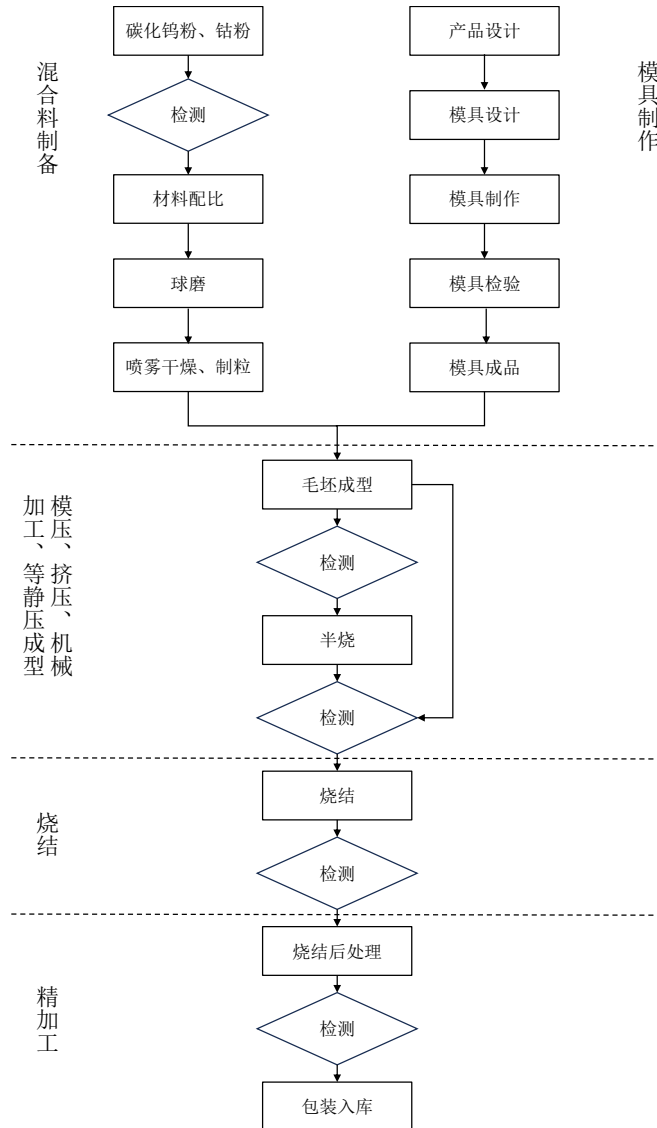 混合料制备
碳化钨粉、钴粉
检测
材料配比
球磨
喷雾干燥、制粒
模具制作
产品设计
模具设计
模具制作
模具检验
模具成品
模压、挤压、机械
加工、等静压成型
毛坯成型
检测
半烧
检测
烧结
烧结
检测
精加工
烧结后处理
检测
包装入库